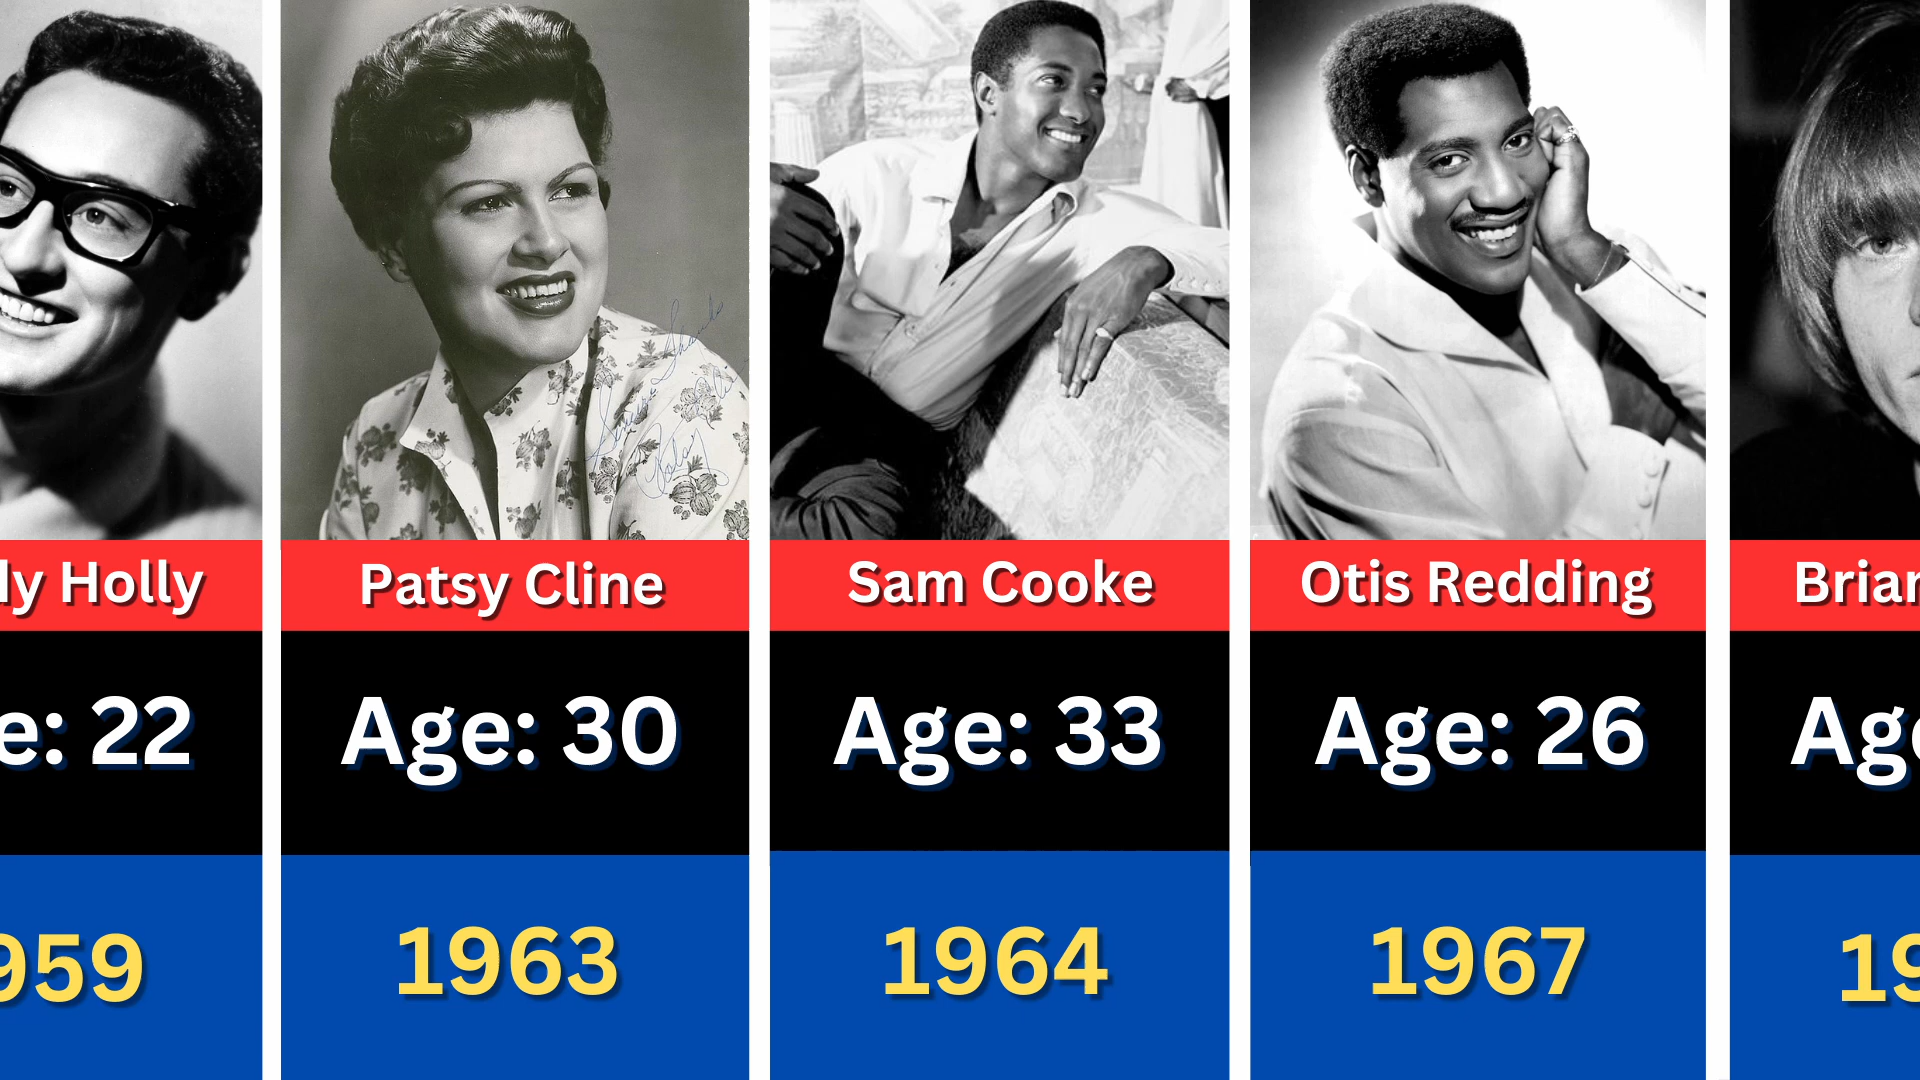 dy Holly
Patsy Cline
Sam Cooke
Otis Redding
Brian
e: 22
Age: 30
Age: 33
Age: 26
Age
959
1963
1964
1967
19